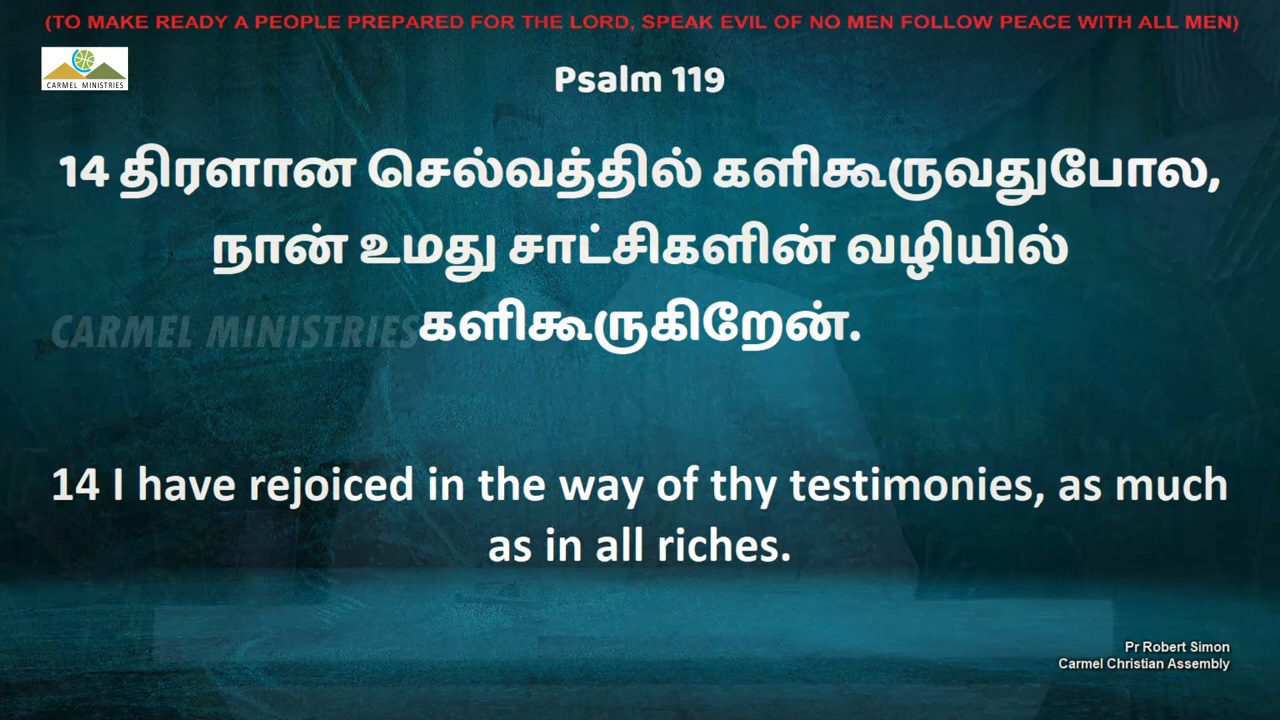 (TO MAKE READY A PEOPLE PREPARED FOR THE LORD, SPEAK EVIL OF NO MEN FOLLOW PEACE WITH ALL MEN)
CARMEL MINISTRIES
Psalm 119
14 திரளான செல்வத்தில் களிகூருவதுபோல,
நான் உமது சாட்சிகளின் வழியில்
களிகூருகிறேன்.
CARMEL MINISTRIES
14 I have rejoiced in the way of thy testimonies, as much
as in all riches.
Pr Robert Simon
Carmel Christian Assembly